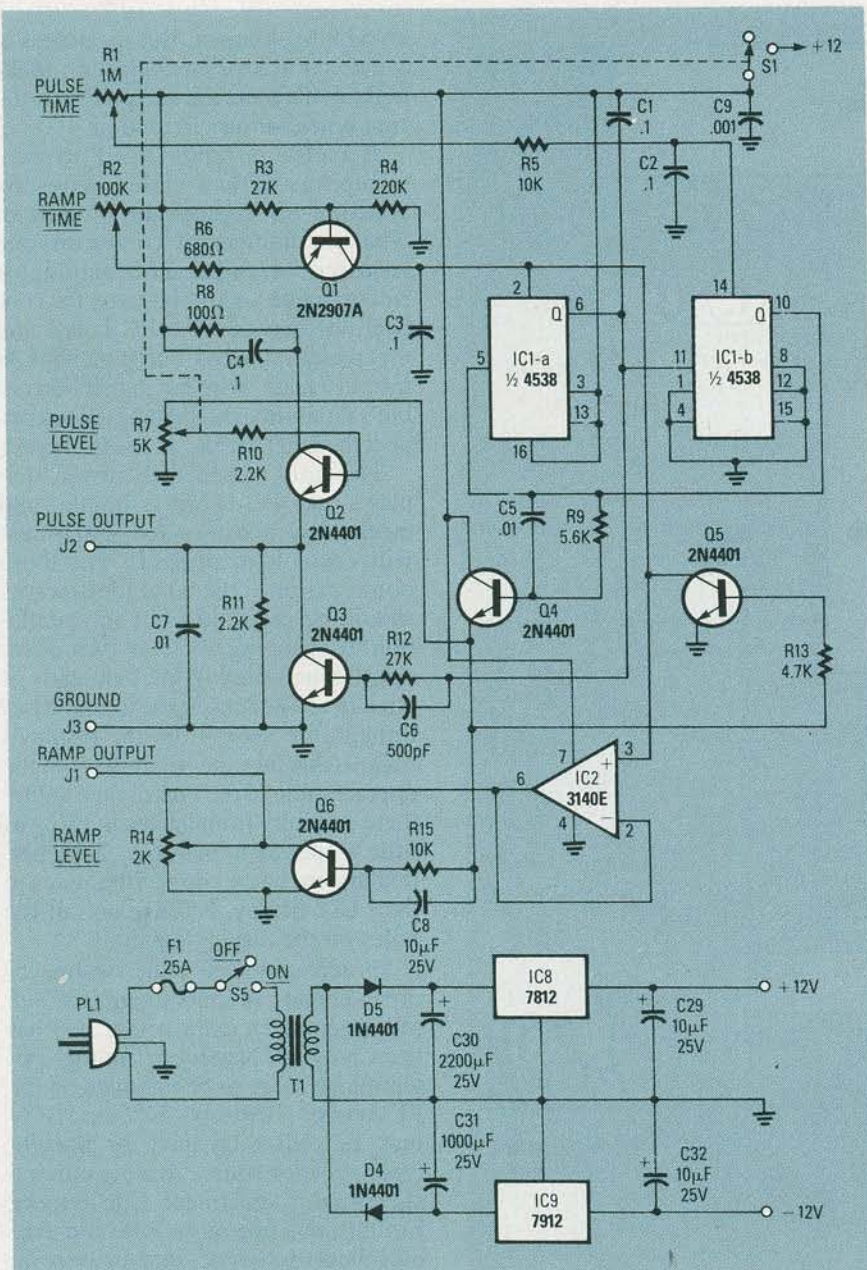 R1
1M
PULSE
TIME
R2
100K
RAMP
TIME
R3
27K
R4
220K
R5
10K
C1
.1
C9
.001
C2
.1
S1
+12
R6
680Ω
R8
100Ω
Q1
2N2907A
C3
.1
C4
.1
2
Q
6
5
IC1-a
½ 4538
3
13
16
14
10
Q
11
IC1-b
8
1
½ 4538
12
4
15
PULSE
LEVEL
R7
5K
R10
2.2K
Q2
2N4401
C5
.01
R9
5.6K
Q5
2N4401
PULSE OUTPUT
J2
C7
.01
R11
2.2K
Q3
2N4401
R12
27K
C6
500pF
Q4
2N4401
R13
4.7K
GROUND
J3
RAMP OUTPUT
J1
7
3
+
6
IC2
3140E
4
−
2
RAMP
LEVEL
R14
2K
Q6
2N4401
R15
10K
C8
10µF
25V
F1
.25A
OFF
ON
S5
PL1
T1
D5
1N4401
+
C30
2200µF
25V
IC8
7812
+
C29
10µF
25V
+12V
C31
1000µF
25V
+
D4
1N4401
IC9
7912
+
C32
10µF
25V
−12V